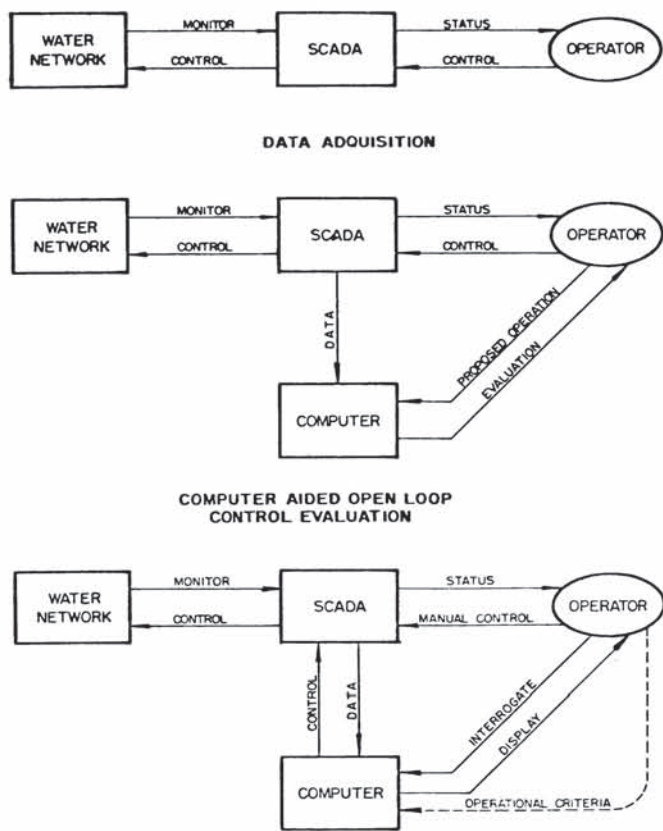 MONITOR
STATUS
WATER
NETWORK
SCADA
OPERATOR
CONTROL
CONTROL
DATA ADQUISITION
MONITOR
STATUS
WATER
NETWORK
SCADA
OPERATOR
CONTROL
CONTROL
DATA
PROPOSED OPERATION
EVALUATION
COMPUTER
COMPUTER AIDED OPEN LOOP
CONTROL EVALUATION
MONITOR
STATUS
WATER
NETWORK
SCADA
OPERATOR
CONTROL
MANUAL CONTROL
CONTROL
DATA
INTERROGATE
DISPLAY
COMPUTER
OPERATIONAL CRITERIA